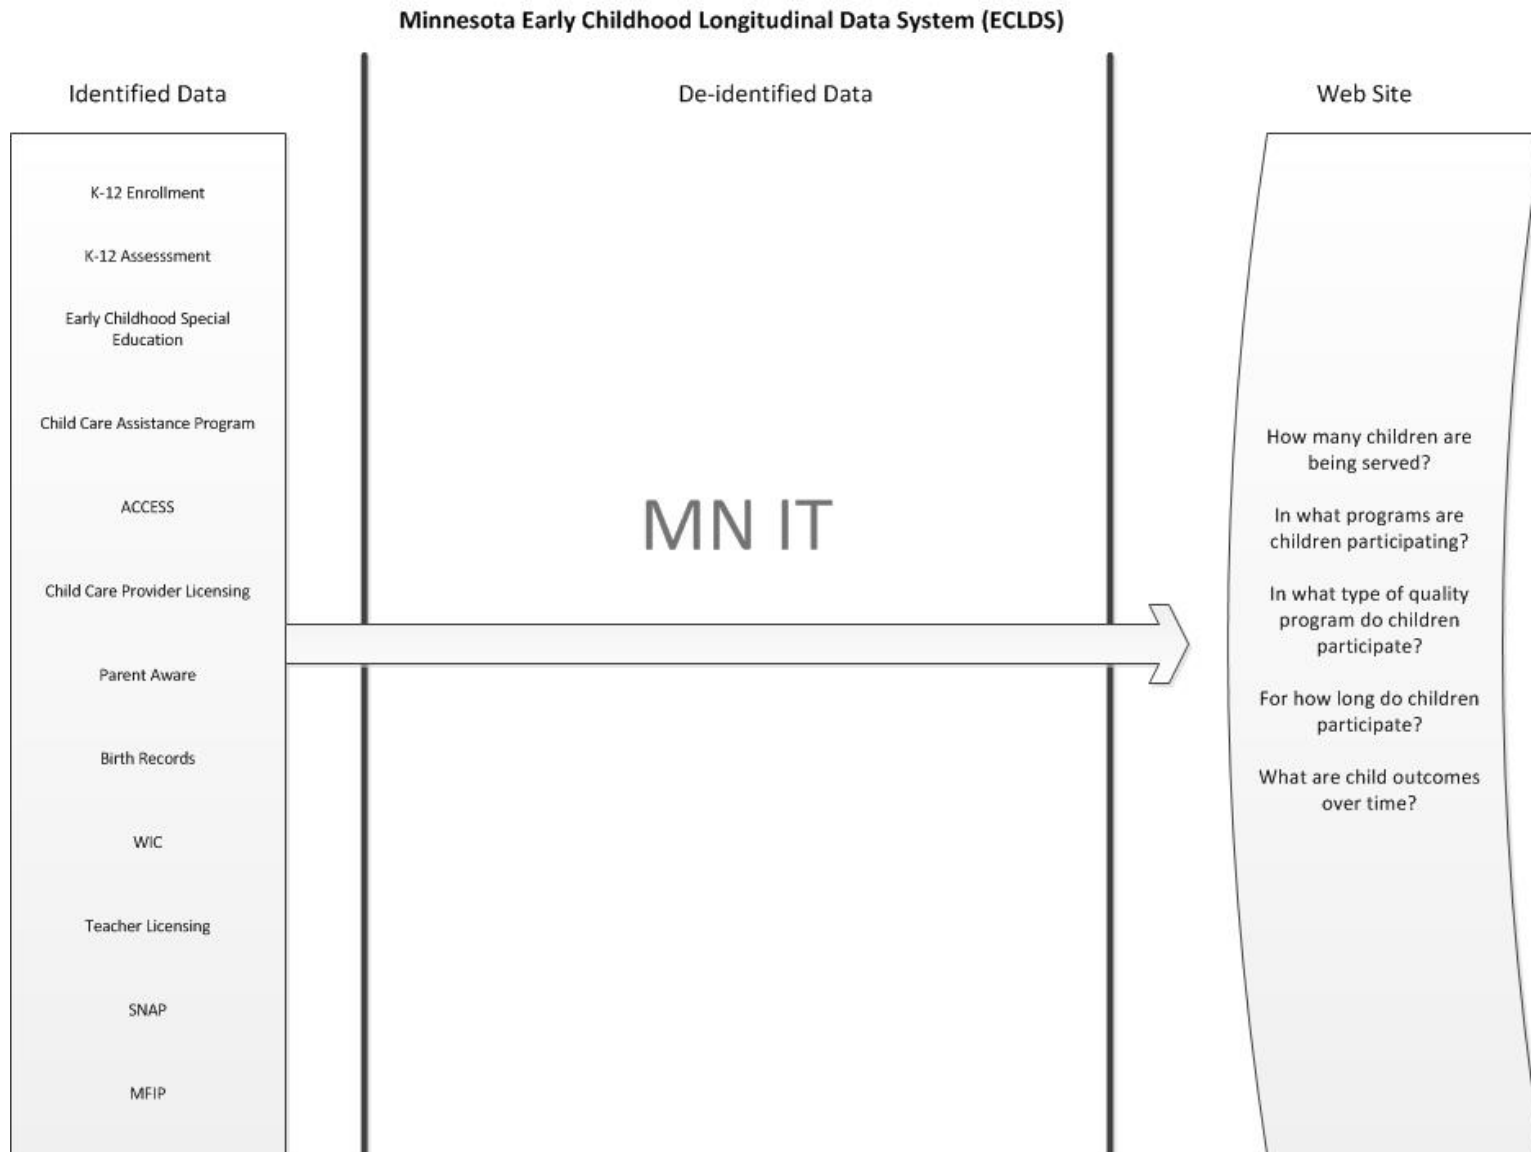 Minnesota Early Childhood Longitudinal Data System (ECLDS)
Identified Data
De-identified Data
Web Site
K-12 Enrollment
K-12 Assesssment
Early Childhood Special
Education
Child Care Assistance Program
ACCESS
Child Care Provider Licensing
Parent Aware
Birth Records
WIC
Teacher Licensing
SNAP
MFIP
MN IT
How many children are
being served?
In what programs are
children participating?
In what type of quality
program do children
participate?
For how long do children
participate?
What are child outcomes
over time?